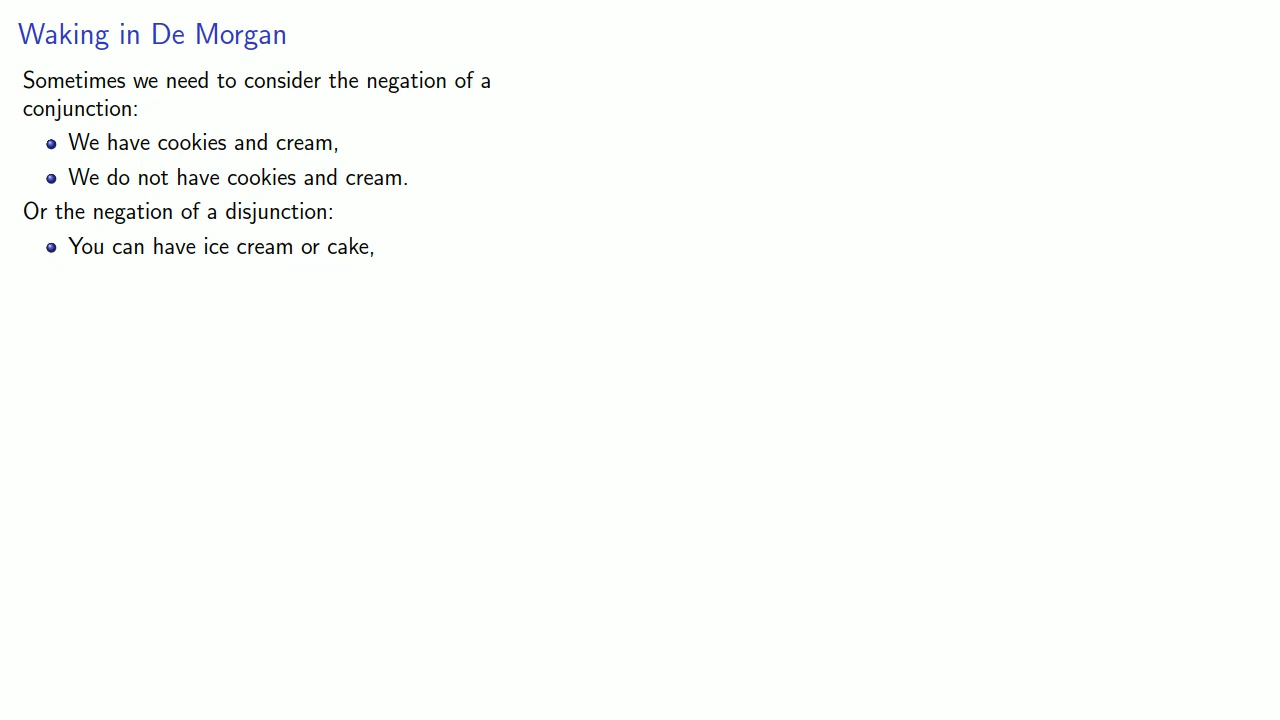 Waking in De Morgan
Sometimes we need to consider the negation of a
conjunction:
We have cookies and cream,
We do not have cookies and cream.
Or the negation of a disjunction:
You can have ice cream or cake,